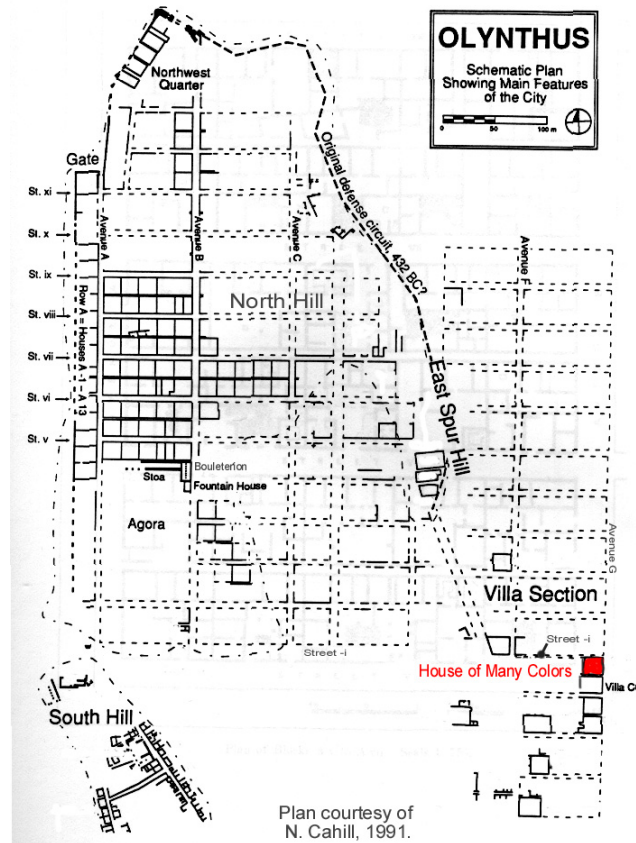 OLYNTHUS
Schematic Plan
Showing Main Features
of the City
0 50 100 m
Northwest
Quarter
Gate
St. xi
St. x
St. ix
St. viii
St. vii
St. vi
St. v
Avenue A
Avenue B
Avenue C
Original defense circuit, 432 BC?
Avenue F
North Hill
Row A = Houses A -1 - A 13
East Spur Hill
Bouleterion
Stoa
Fountain House
Agora
Avenue G
Villa Section
Street -i
Street -i
House of Many Colors
Villa CC
South Hill
Plan courtesy of
N. Cahill, 1991.